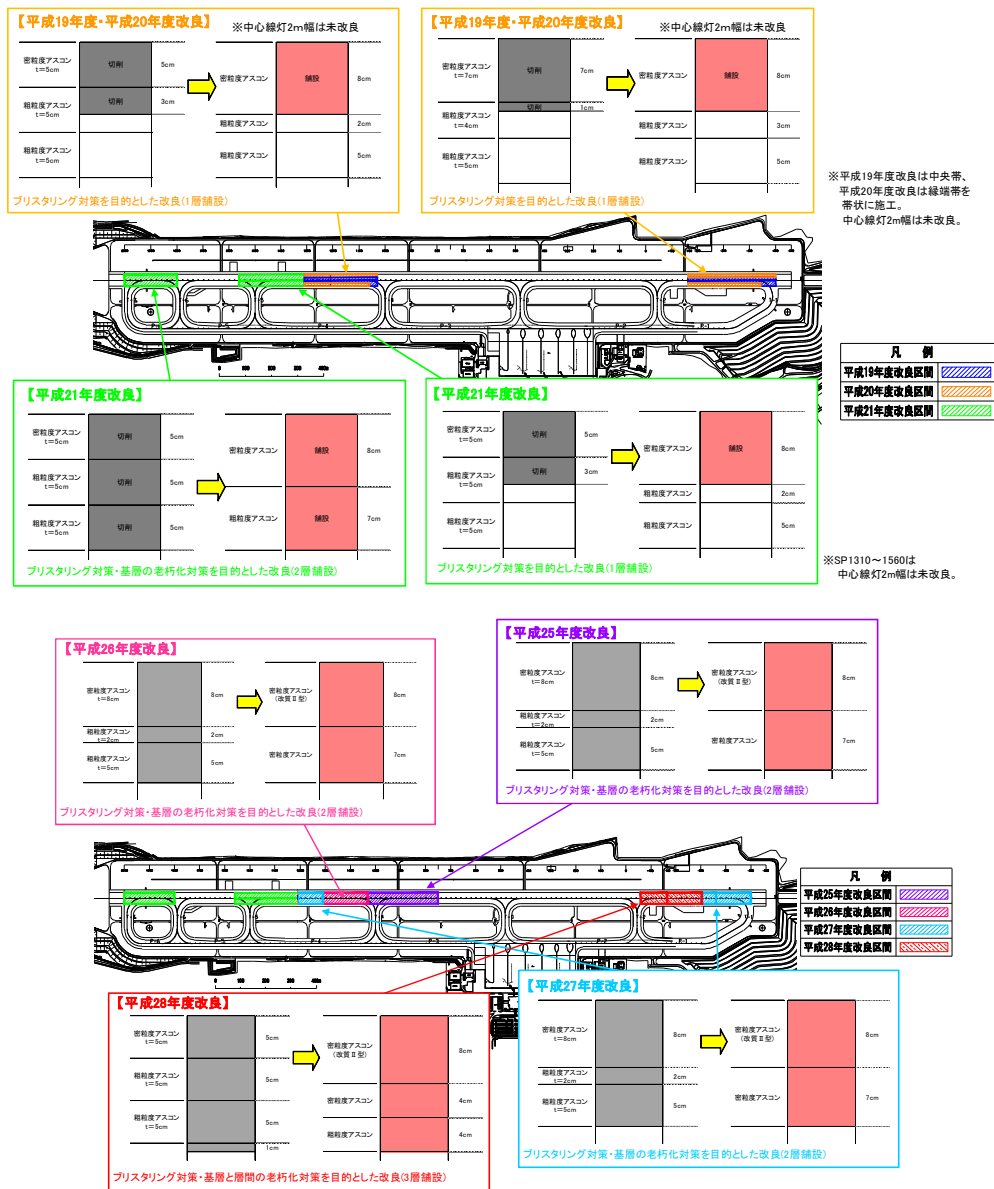 【平成19年度・平成20年度改良】
※中心線灯2m幅は未改良
密粒度アスコン
t=5cm
切削
5cm
粗粒度アスコン
t=5cm
切削
3cm
粗粒度アスコン
t=5cm
密粒度アスコン
舗設
8cm
粗粒度アスコン
2cm
粗粒度アスコン
5cm
ブリスタリング対策を目的とした改良(1層舗設)
【平成19年度・平成20年度改良】
※中心線灯2m幅は未改良
密粒度アスコン
t=7cm
切削
7cm
粗粒度アスコン
t=4cm
切削
1cm
粗粒度アスコン
t=5cm
密粒度アスコン
舗設
8cm
粗粒度アスコン
3cm
粗粒度アスコン
5cm
ブリスタリング対策を目的とした改良(1層舗設)
※平成19年度改良は中央帯、
平成20年度改良は縁端帯を
帯状に施工。
中心線灯2m幅は未改良。
凡 例
平成19年度改良区間
平成20年度改良区間
平成21年度改良区間
【平成21年度改良】
密粒度アスコン
t=5cm
切削
5cm
粗粒度アスコン
t=5cm
切削
5cm
粗粒度アスコン
t=5cm
切削
5cm
密粒度アスコン
舗設
8cm
粗粒度アスコン
舗設
7cm
ブリスタリング対策・基層の老朽化対策を目的とした改良(2層舗設)
【平成21年度改良】
密粒度アスコン
t=5cm
切削
5cm
粗粒度アスコン
t=5cm
切削
3cm
粗粒度アスコン
t=5cm
密粒度アスコン
舗設
8cm
粗粒度アスコン
2cm
粗粒度アスコン
5cm
ブリスタリング対策を目的とした改良(1層舗設)
※SP1310～1560は
中心線灯2m幅は未改良。
【平成26年度改良】
密粒度アスコン
t=8cm
8cm
粗粒度アスコン
t=2cm
2cm
粗粒度アスコン
t=5cm
5cm
密粒度アスコン
(改質Ⅱ型)
8cm
密粒度アスコン
7cm
ブリスタリング対策・基層の老朽化対策を目的とした改良(2層舗設)
【平成25年度改良】
密粒度アスコン
t=8cm
8cm
粗粒度アスコン
t=2cm
2cm
粗粒度アスコン
t=5cm
5cm
密粒度アスコン
(改質Ⅱ型)
8cm
密粒度アスコン
7cm
ブリスタリング対策・基層の老朽化対策を目的とした改良(2層舗設)
凡 例
平成25年度改良区間
平成26年度改良区間
平成27年度改良区間
平成28年度改良区間
【平成28年度改良】
密粒度アスコン
t=5cm
5cm
粗粒度アスコン
t=5cm
5cm
粗粒度アスコン
t=5cm
5cm
1cm
密粒度アスコン
(改質Ⅱ型)
8cm
密粒度アスコン
4cm
粗粒度アスコン
4cm
ブリスタリング対策・基層と層間の老朽化対策を目的とした改良(3層舗設)
【平成27年度改良】
密粒度アスコン
t=8cm
8cm
粗粒度アスコン
t=2cm
2cm
粗粒度アスコン
t=5cm
5cm
密粒度アスコン
(改質Ⅱ型)
8cm
密粒度アスコン
7cm
ブリスタリング対策・基層の老朽化対策を目的とした改良(2層舗設)